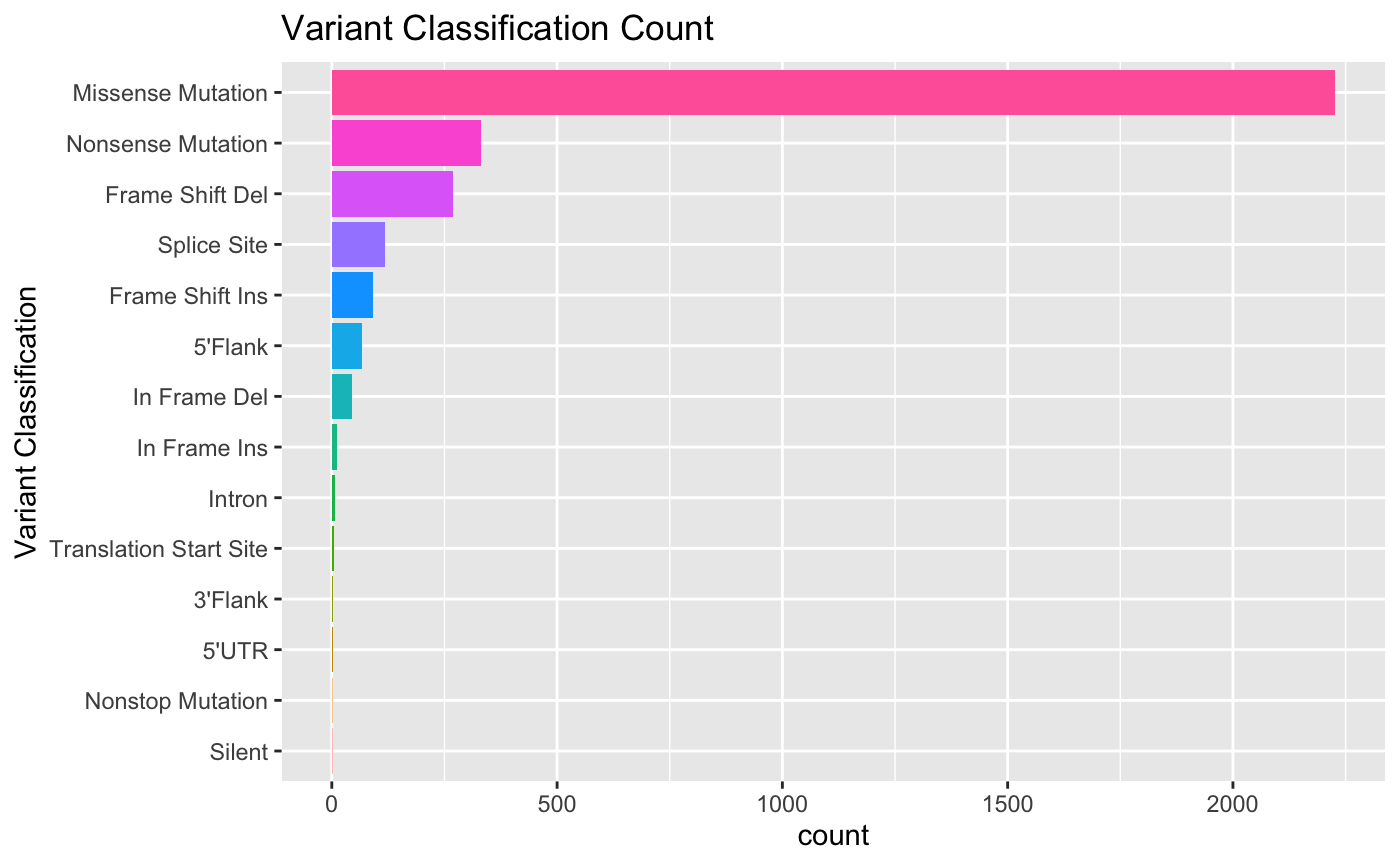 Variant Classification Count
Variant Classification
Missense Mutation
Nonsense Mutation
Frame Shift Del
Splice Site
Frame Shift Ins
5'Flank
In Frame Del
In Frame Ins
Intron
Translation Start Site
3'Flank
5'UTR
Nonstop Mutation
Silent
0 500 1000 1500 2000
count